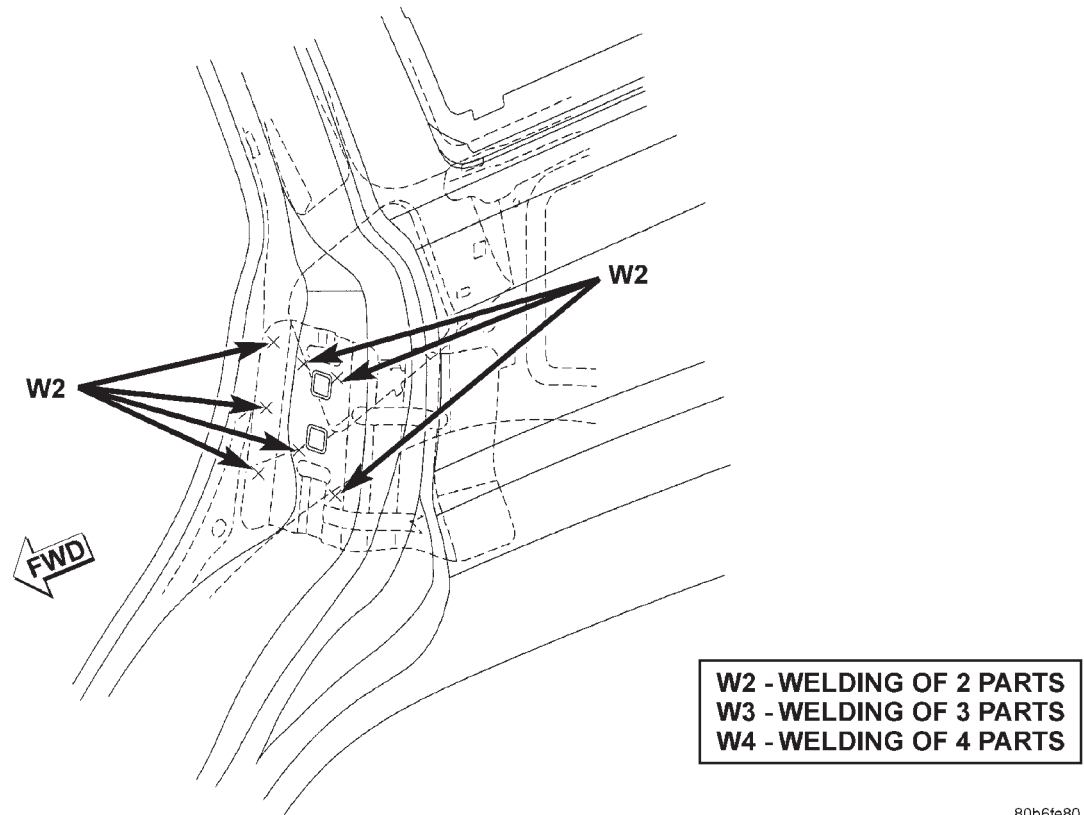 W2
W2
FWD
W2 - WELDING OF 2 PARTS
W3 - WELDING OF 3 PARTS
W4 - WELDING OF 4 PARTS
80b6fe80